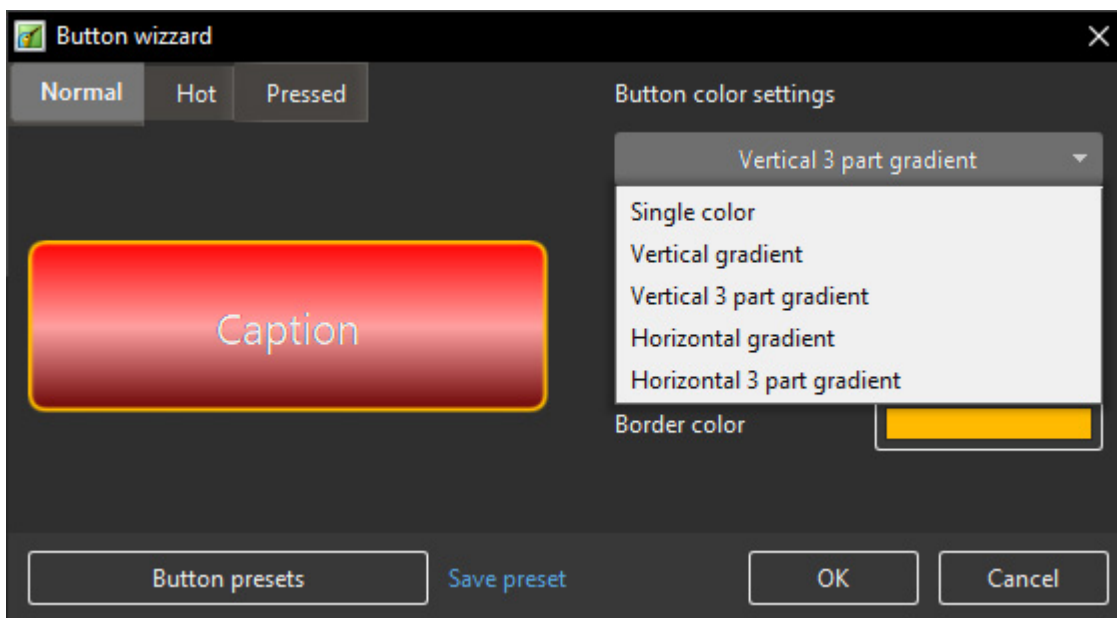 Button wizzard
Normal Hot Pressed
Button color settings
Vertical 3 part gradient
Single color
Vertical gradient
Vertical 3 part gradient
Horizontal gradient
Horizontal 3 part gradient
Caption
Border color
Button presets Save preset OK Cancel